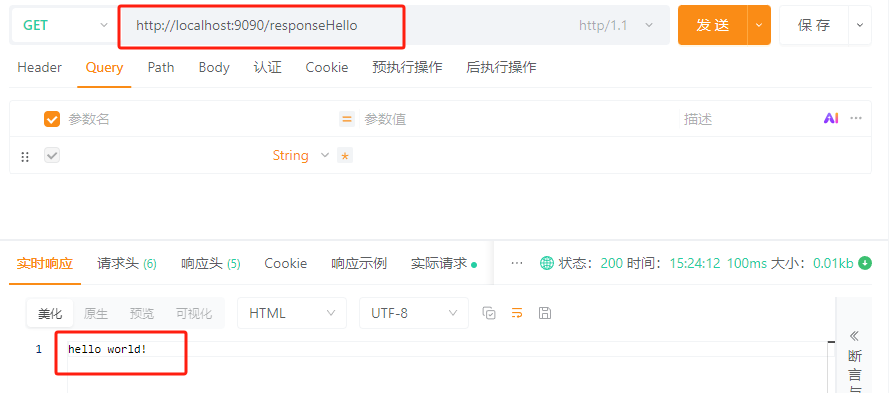 GET http://localhost:9090/responseHello http/1.1 发送 保存
Header Query Path Body 认证 Cookie 预执行操作 后执行操作
参数名 = 参数值 描述 AI ···
String *
实时响应 请求头 (6) 响应头 (5) Cookie 响应示例 实际请求 ··· 状态: 200 时间: 15:24:12 100ms 大小: 0.01kb
美化 原生 预览 可视化 HTML UTF-8
1 hello world!
断
言
与